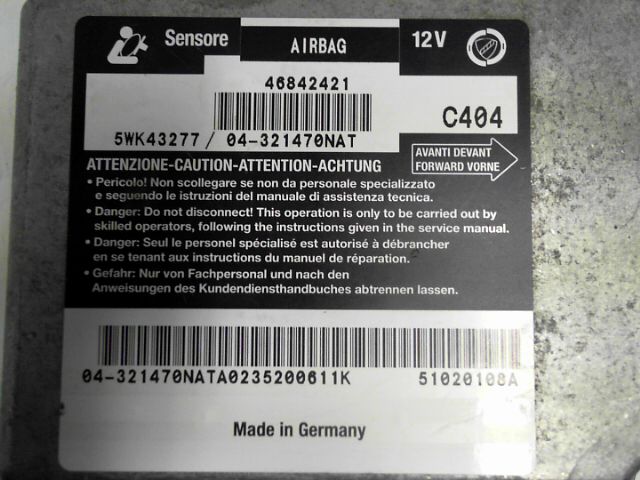 Sensore AIRBAG 12V
46842421
C404
5WK43277 / 04-321470NAT
ATTENZIONE-CAUTION-ATTENTION-ACHTUNG
AVANTI DEVANT
FORWARD VORNE
• Pericolo! Non scollegare se non da personale specializzato
e seguendo le istruzioni del manuale di assistenza tecnica.
• Danger: Do not disconnect! This operation is only to be carried out by
skilled operators, following the instructions given in the service manual.
• Danger: Seul le personel spécialisé est autorisé à débrancher
en se tenant aux instructions du manuel de réparation.
• Gefahr: Nur von Fachpersonal und nach den
Anweisungen des Kundendiensthandbuches abtrennen lassen.
04-321470NATA0235200611K 51020108A
Made in Germany